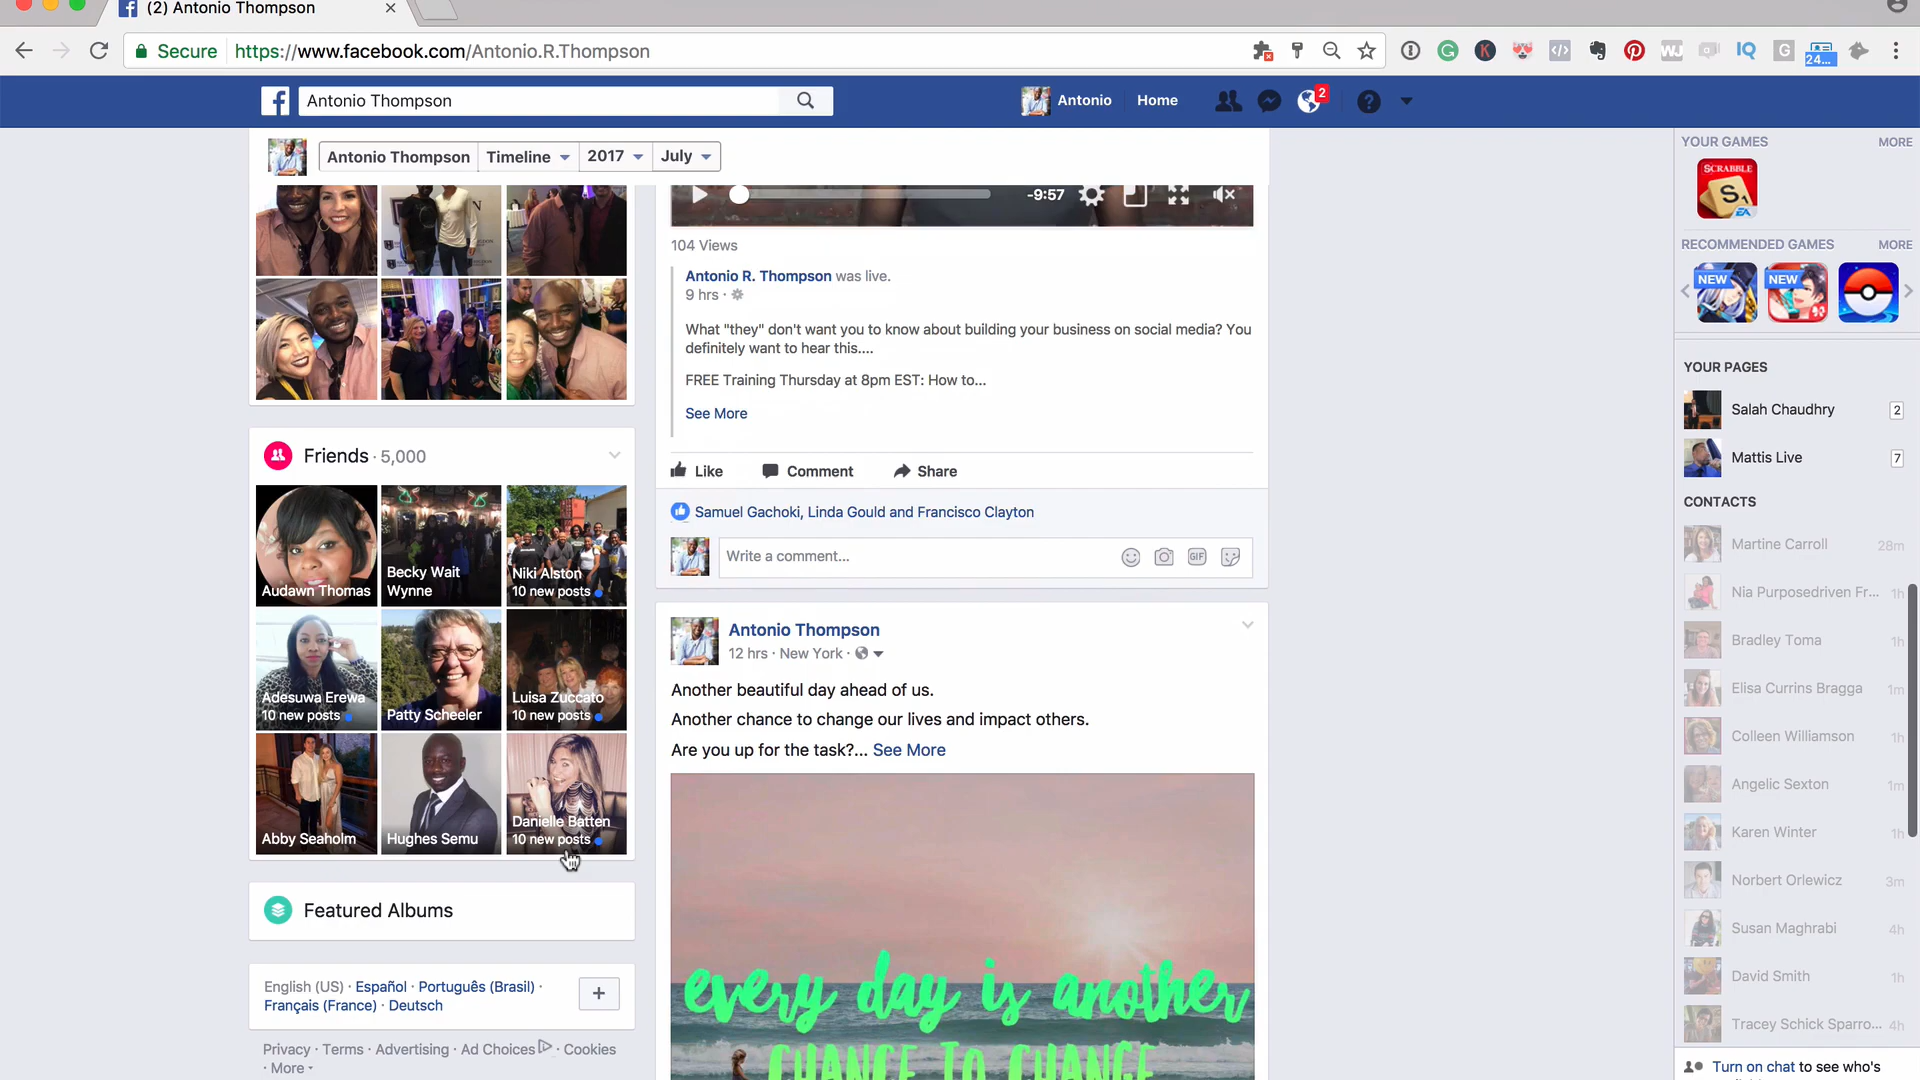 (2) Antonio Thompson
Secure
https://www.facebook.com/Antonio.R.Thompson
24...
Antonio Thompson
Antonio
Home
2
Antonio Thompson
Timeline
2017
July
-9:57
104 Views
Antonio R. Thompson was live.
9 hrs ·
What "they" don't want you to know about building your business on social media? You
definitely want to hear this....
FREE Training Thursday at 8pm EST: How to...
See More
Like
Comment
Share
Samuel Gachoki, Linda Gould and Francisco Clayton
Write a comment...
GIF
Antonio Thompson
12 hrs · New York ·
Another beautiful day ahead of us.
Another chance to change our lives and impact others.
Are you up for the task?... See More
every day is another
CHANCE TO CHANGE
Friends · 5,000
Audawn Thomas
Becky Wait
Wynne
Niki Alston
10 new posts
Adesuwa Erewa
10 new posts
Patty Scheeler
Luisa Zuccato
10 new posts
Abby Seaholm
Hughes Semu
Danielle Batten
10 new posts
Featured Albums
English (US) · Español · Português (Brasil) ·
Français (France) · Deutsch
+
Privacy · Terms · Advertising · Ad Choices · Cookies
· More
YOUR GAMES
MORE
SCRABBLE
S
EA
RECOMMENDED GAMES
MORE
NEW
NEW
YOUR PAGES
Salah Chaudhry
2
Mattis Live
7
CONTACTS
Martine Carroll
28m
Nia Purposedriven Fr...
1h
Bradley Toma
1h
Elisa Currins Bragga
1m
Colleen Williamson
1h
Angelic Sexton
1m
Karen Winter
1h
Norbert Orlewicz
3m
Susan Maghrabi
4h
David Smith
1h
Tracey Schick Sparro...
4h
Turn on chat to see who's